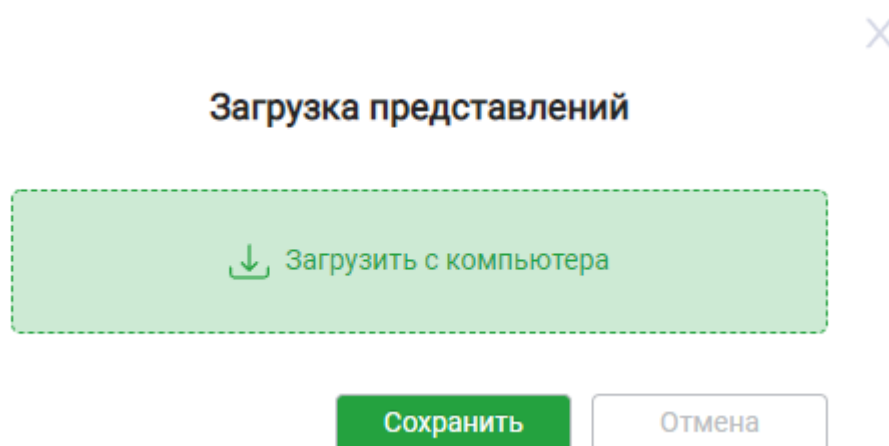 Загрузка представлений
Загрузить с компьютера
Сохранить
Отмена